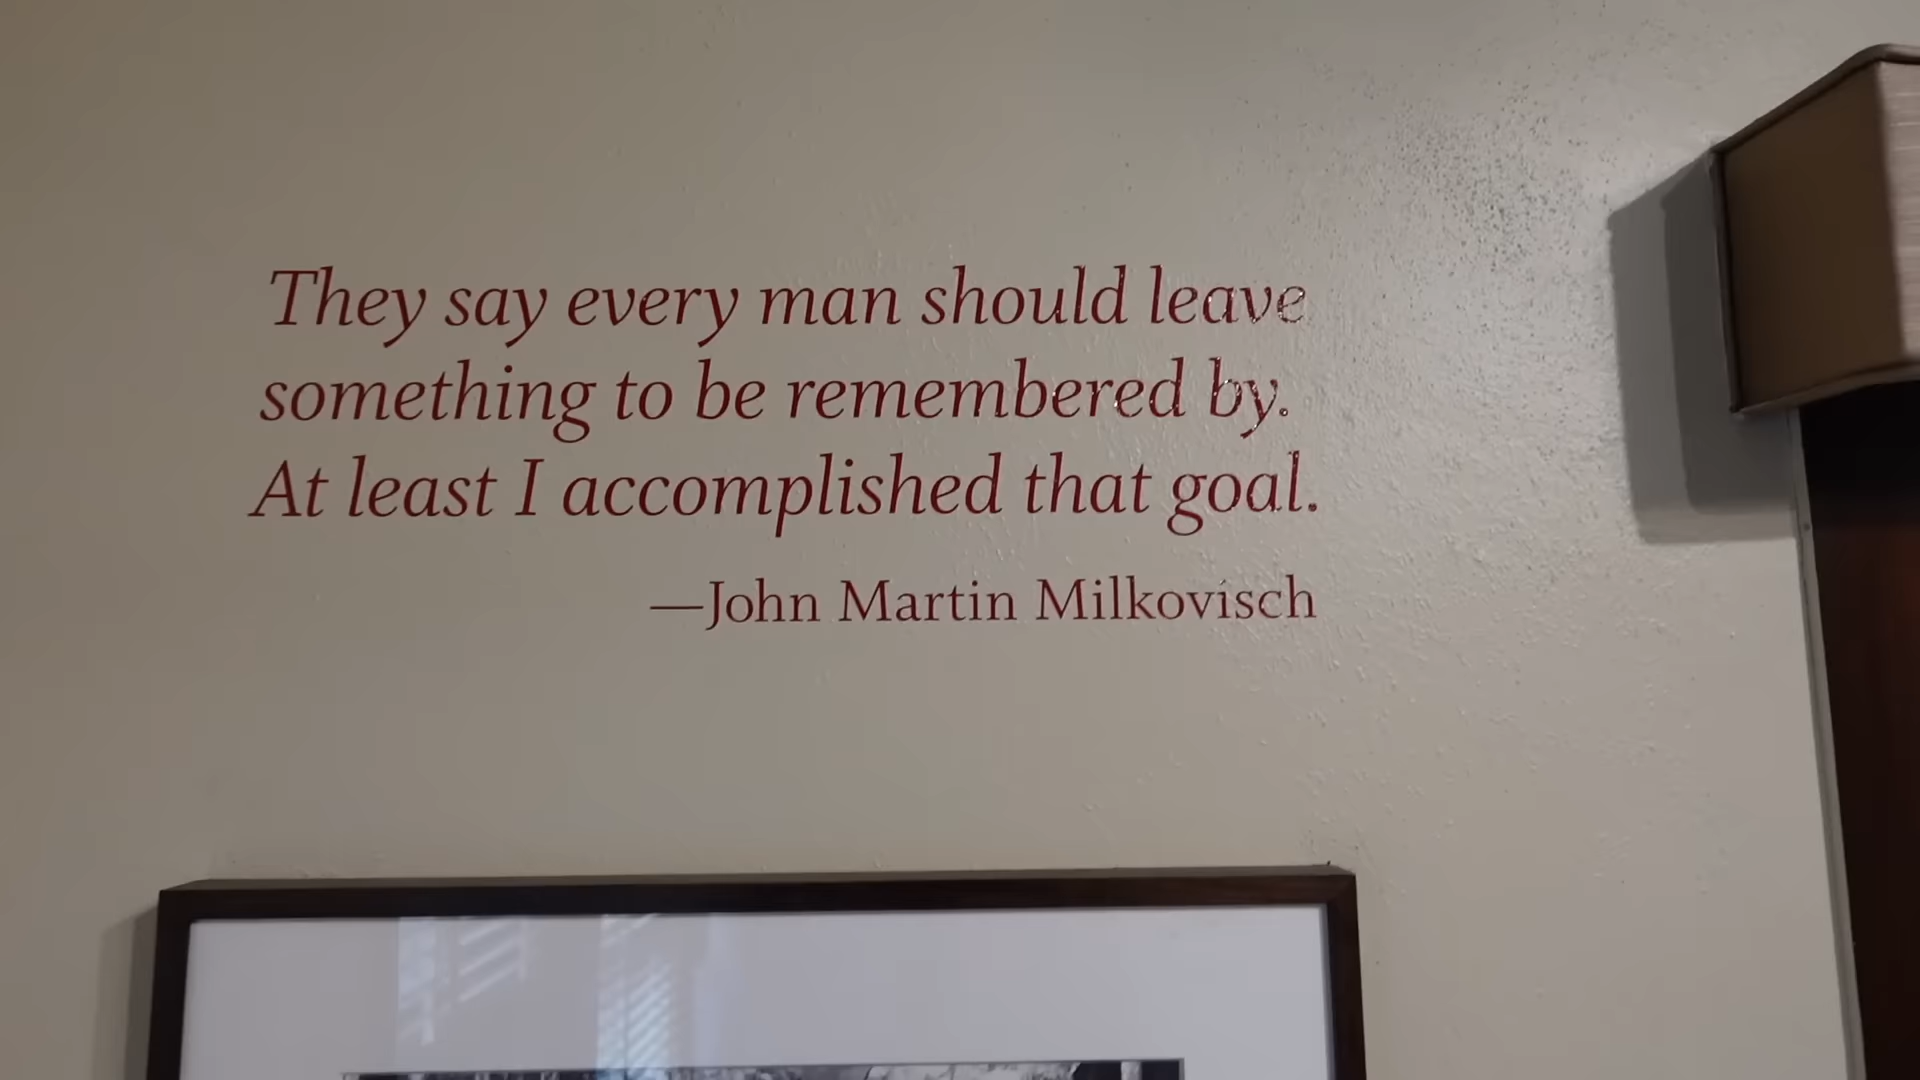 They say every man should leave
something to be remembered by.
At least I accomplished that goal.
—John Martin Milkovisch